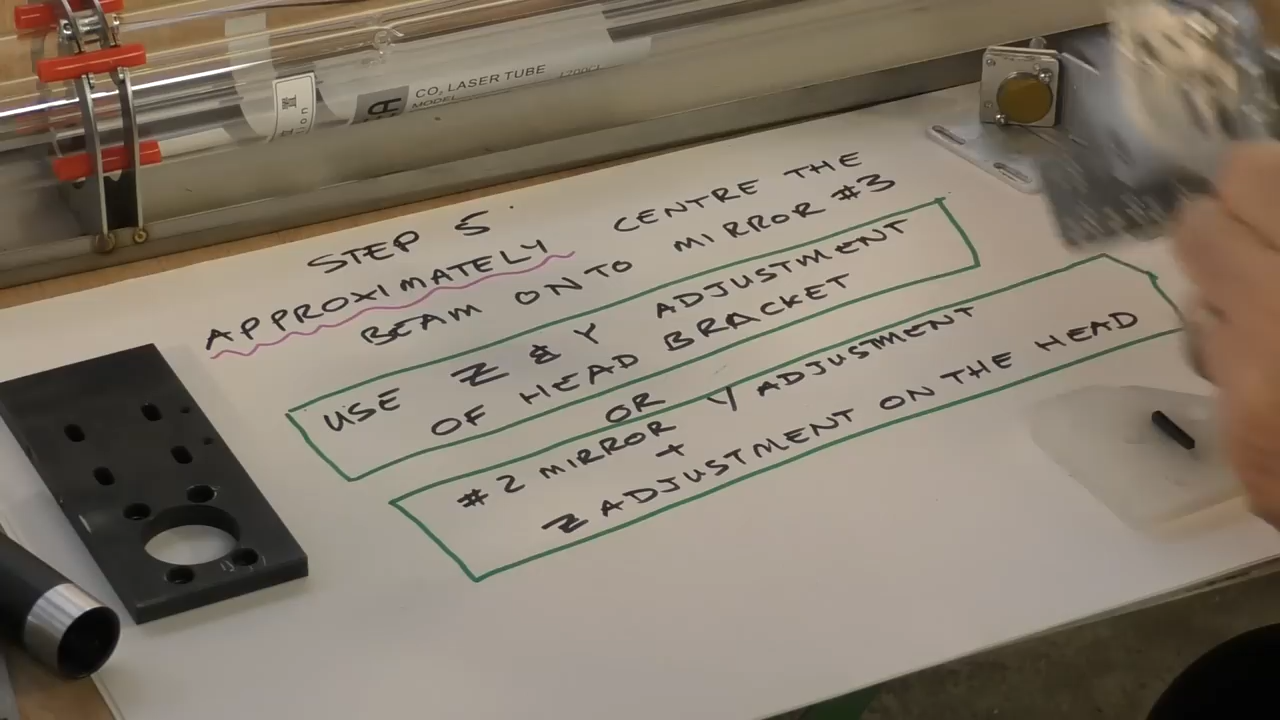 CO₂ LASER TUBE
MODEL
STEP 5.
APPROXIMATELY CENTRE THE
BEAM ONTO MIRROR #3
USE Z & Y ADJUSTMENT
OF HEAD BRACKET
OR
#2 MIRROR Y ADJUSTMENT
+
Z ADJUSTMENT ON THE HEAD